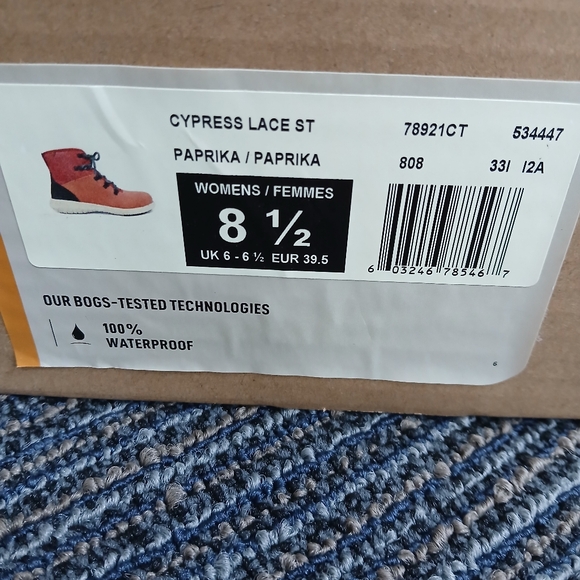 CYPRESS LACE ST 78921CT 534447
PAPRIKA / PAPRIKA 808 33I I2A
WOMENS / FEMMES
8 ½
UK 6 - 6 ½ EUR 39.5
6 03246 78546 7
OUR BOGS-TESTED TECHNOLOGIES
100%
WATERPROOF
6